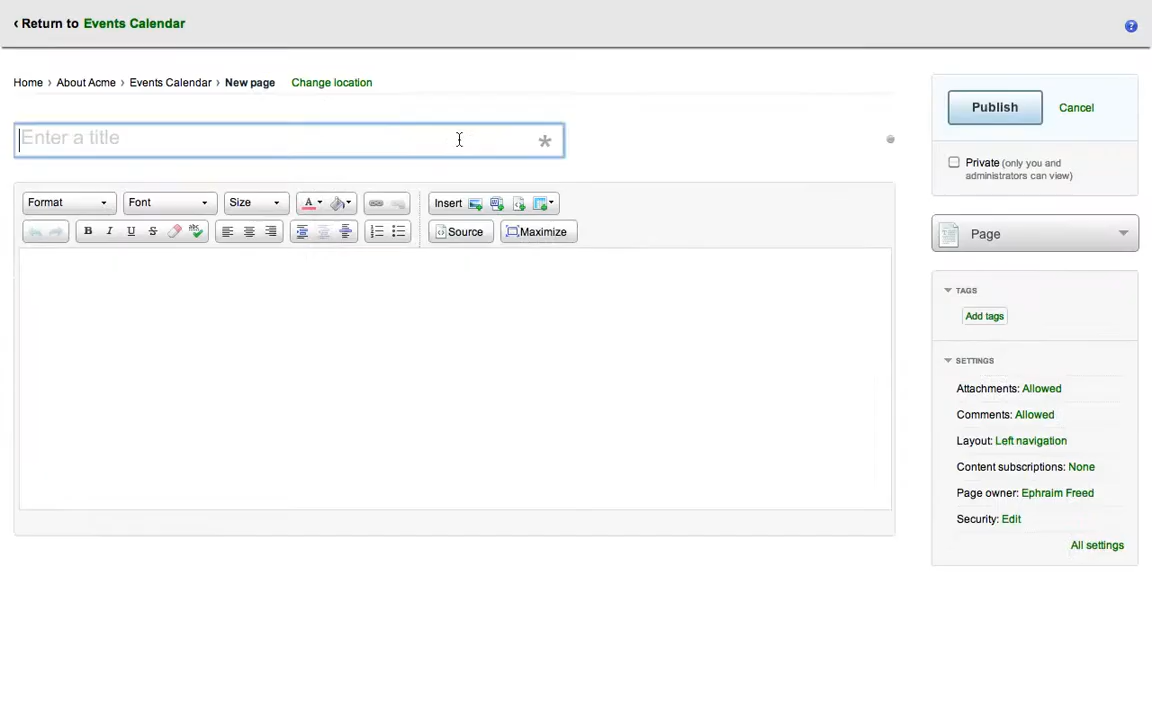 ‹ Return to Events Calendar
?
Home › About Acme › Events Calendar › New page Change location
Enter a title *
Publish Cancel
Private (only you and
administrators can view)
Format Font Size A Insert
B I U S ABC Source Maximize
Page
TAGS
Add tags
SETTINGS
Attachments: Allowed
Comments: Allowed
Layout: Left navigation
Content subscriptions: None
Page owner: Ephraim Freed
Security: Edit
All settings